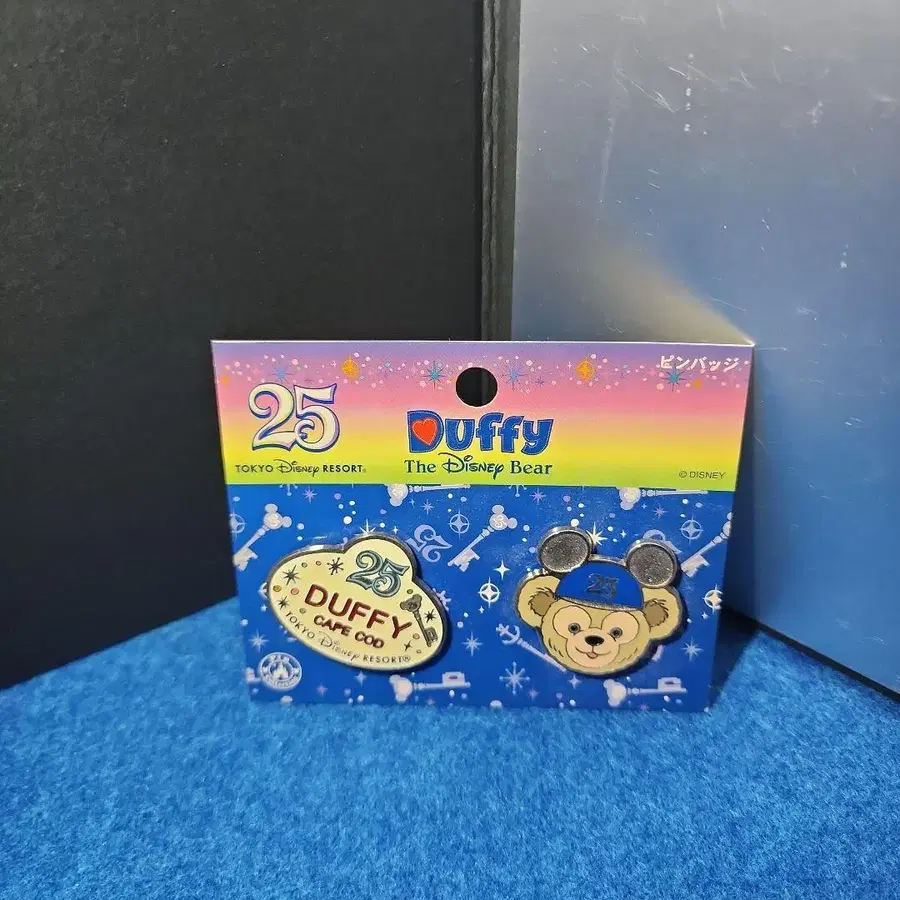 ピンバッジ
25
TOKYO Disney RESORT®
Duffy
The Disney Bear
© DISNEY
25
DUFFY
CAPE COD
TOKYO Disney RESORT®
25
25